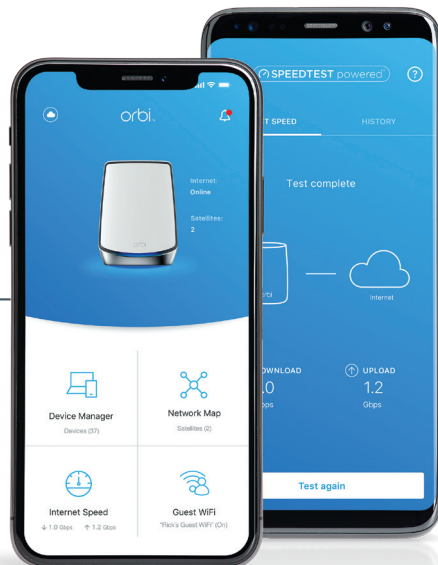 orbi
Internet:
Online
Satellites:
2
orbi
Device Manager
Devices (37)
Network Map
Satellites (2)
Internet Speed
↓ 1.0 Gbps ↑ 1.2 Gbps
Guest WiFi
"Rick's Guest WiFi" (On)
SPEEDTEST powered
?
SPEED
HISTORY
Test complete
Internet
UPLOAD
1.2
Gbps
Test again